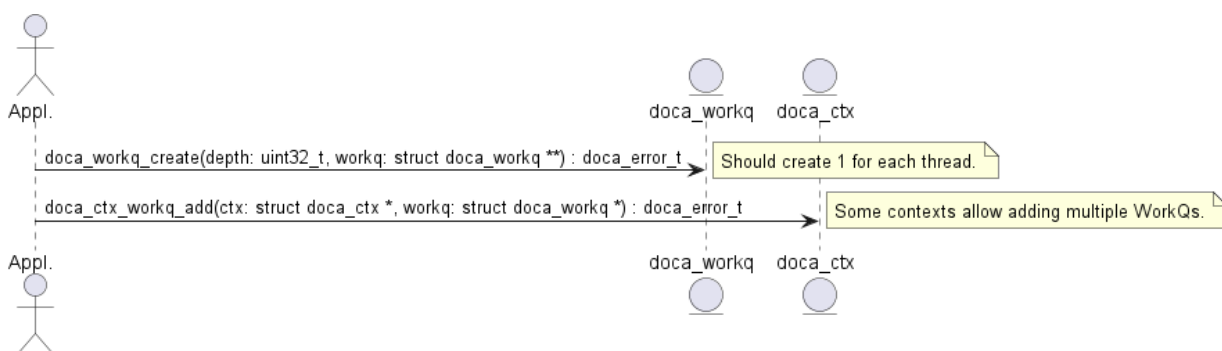 Appl.
doca_workq
doca_ctx
doca_workq_create(depth: uint32_t, workq: struct doca_workq **) : doca_error_t
Should create 1 for each thread.
doca_ctx_workq_add(ctx: struct doca_ctx *, workq: struct doca_workq *) : doca_error_t
Some contexts allow adding multiple WorkQs.
Appl.
doca_workq
doca_ctx